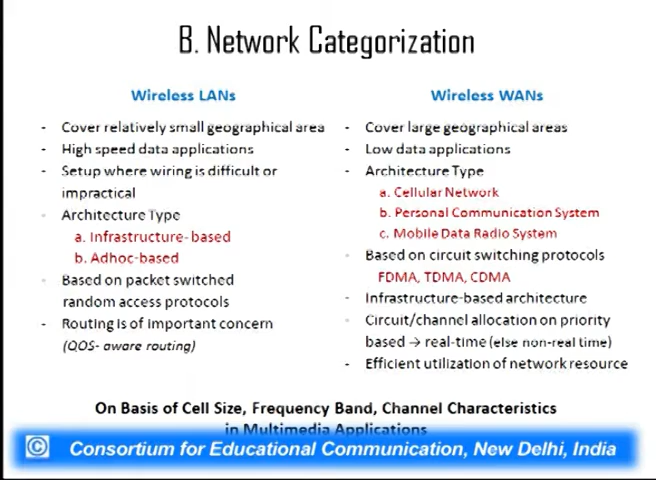 B. Network Categorization
Wireless LANs
- Cover relatively small geographical area
- High speed data applications
- Setup where wiring is difficult or
impractical
- Architecture Type
a. Infrastructure- based
b. Adhoc-based
- Based on packet switched
random access protocols
- Routing is of important concern
(QOS- aware routing)
Wireless WANs
- Cover large geographical areas
- Low data applications
- Architecture Type
a. Cellular Network
b. Personal Communication System
c. Mobile Data Radio System
- Based on circuit switching protocols
FDMA, TDMA, CDMA
- Infrastructure-based architecture
- Circuit/channel allocation on priority
based → real-time (else non-real time)
- Efficient utilization of network resource
On Basis of Cell Size, Frequency Band, Channel Characteristics
in Multimedia Applications
© Consortium for Educational Communication, New Delhi, India